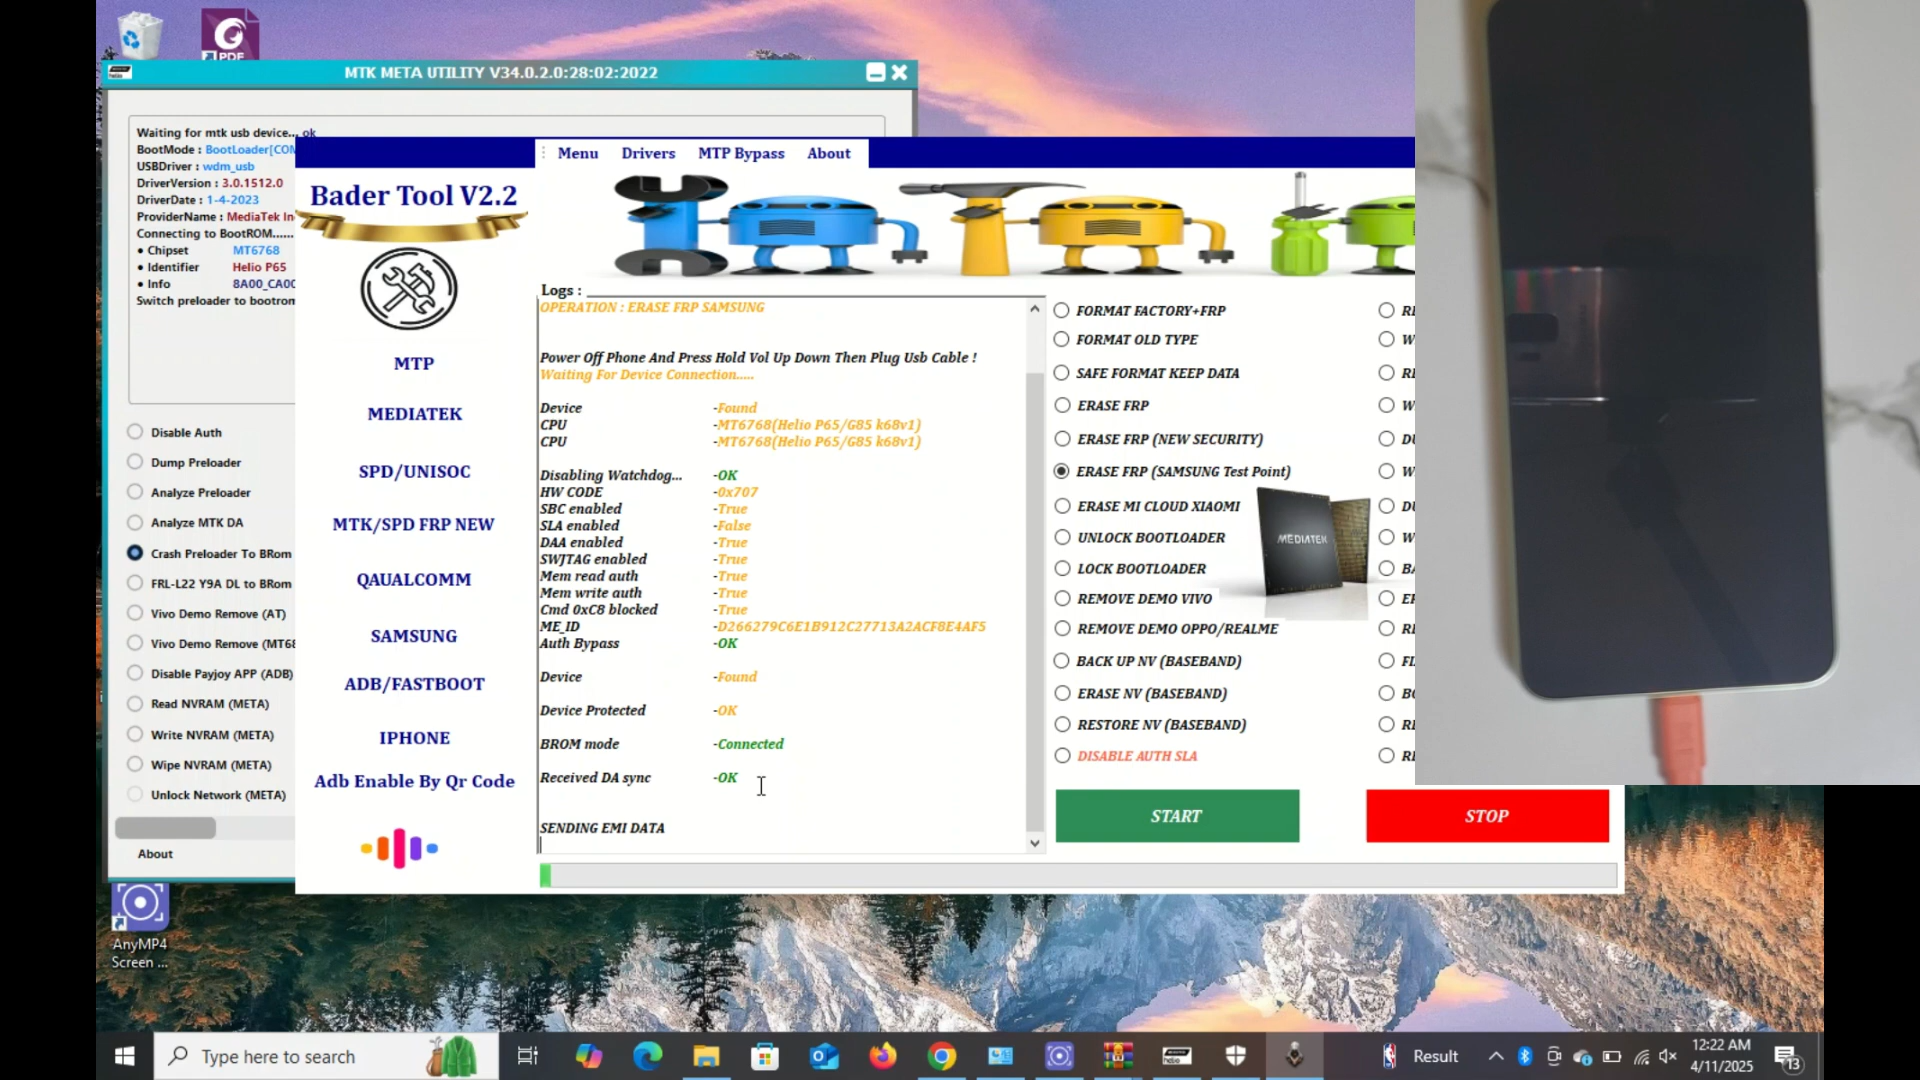 PDF
MTK META UTILITY V34.0.2.0:28:02:2022
Waiting for mtk usb device... ok
BootMode : BootLoader[COM
USBDriver : wdm_usb
DriverVersion : 3.0.1512.0
DriverDate : 1-4-2023
ProviderName : MediaTek In
Connecting to BootROM......
• Chipset MT6768
• Identifier Helio P65
• Info 8A00_CA00
Switch preloader to bootrom
Disable Auth
Dump Preloader
Analyze Preloader
Analyze MTK DA
Crash Preloader To BRom
FRL-L22 Y9A DL to BRom
Vivo Demo Remove (AT)
Vivo Demo Remove (MT68
Disable Payjoy APP (ADB)
Read NVRAM (META)
Write NVRAM (META)
Wipe NVRAM (META)
Unlock Network (META)
About
Menu Drivers MTP Bypass About
Bader Tool V2.2
MTP
MEDIATEK
SPD/UNISOC
MTK/SPD FRP NEW
QAUALCOMM
SAMSUNG
ADB/FASTBOOT
IPHONE
Adb Enable By Qr Code
Logs :
OPERATION : ERASE FRP SAMSUNG
Power Off Phone And Press Hold Vol Up Down Then Plug Usb Cable !
Waiting For Device Connection.....
Device -Found
CPU -MT6768(Helio P65/G85 k68v1)
CPU -MT6768(Helio P65/G85 k68v1)
Disabling Watchdog... -OK
HW CODE -0x707
SBC enabled -True
SLA enabled -False
DAA enabled -True
SWJTAG enabled -True
Mem read auth -True
Mem write auth -True
Cmd 0xC8 blocked -True
ME_ID -D266279C6E1B912C27713A2ACF8E4AF5
Auth Bypass -OK
Device -Found
Device Protected -OK
BROM mode -Connected
Received DA sync -OK
SENDING EMI DATA
FORMAT FACTORY+FRP
FORMAT OLD TYPE
SAFE FORMAT KEEP DATA
ERASE FRP
ERASE FRP (NEW SECURITY)
ERASE FRP (SAMSUNG Test Point)
ERASE MI CLOUD XIAOMI
UNLOCK BOOTLOADER
LOCK BOOTLOADER
REMOVE DEMO VIVO
REMOVE DEMO OPPO/REALME
BACK UP NV (BASEBAND)
ERASE NV (BASEBAND)
RESTORE NV (BASEBAND)
DISABLE AUTH SLA
MEDIATEK
START STOP
AnyMP4
Screen ...
Type here to search
Result
12:22 AM
4/11/2025
13